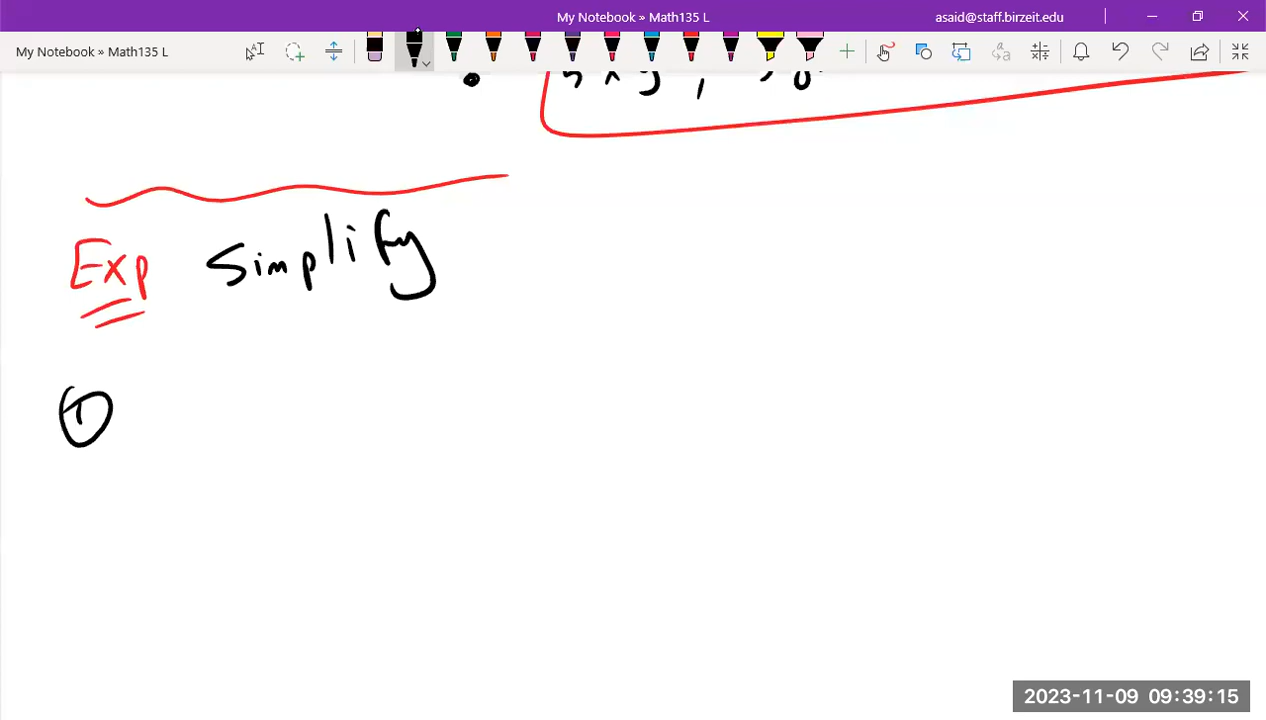 My Notebook » Math135 L
asaid@staff.birzeit.edu
My Notebook » Math135 L
Exp Simplify
①
2023-11-09 09:39:15